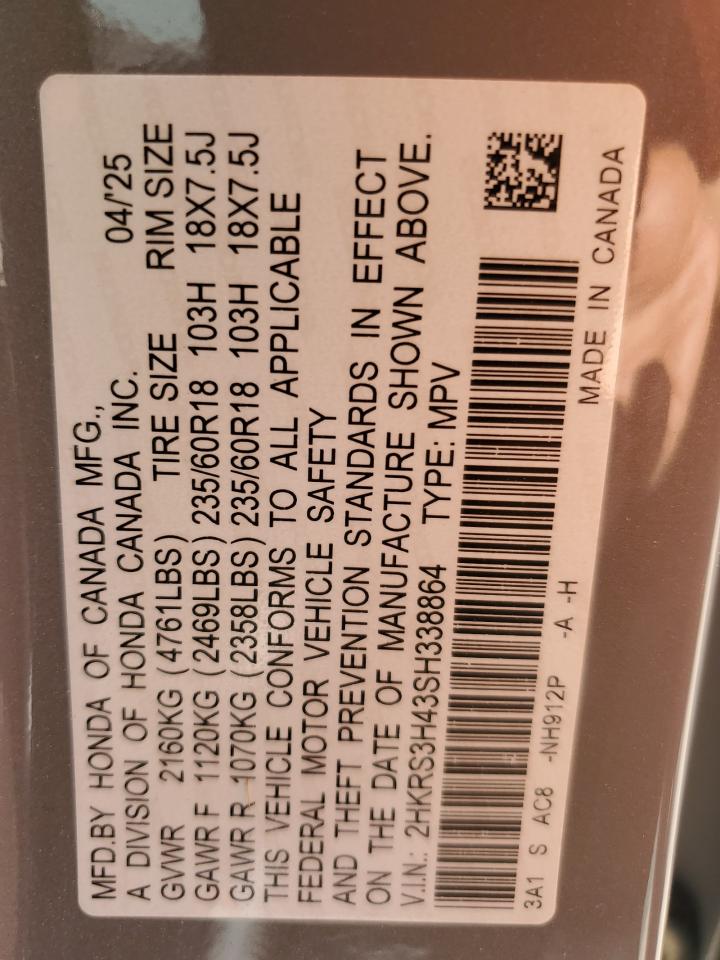 MFD.BY HONDA OF CANADA MFG., 04/'25
A DIVISION OF HONDA CANADA INC.
GVWR 2160KG (4761LBS) TIRE SIZE RIM SIZE
GAWR F 1120KG (2469LBS) 235/60R18 103H 18X7.5J
GAWR R 1070KG (2358LBS) 235/60R18 103H 18X7.5J
THIS VEHICLE CONFORMS TO ALL APPLICABLE
FEDERAL MOTOR VEHICLE SAFETY
AND THEFT PREVENTION STANDARDS IN EFFECT
ON THE DATE OF MANUFACTURE SHOWN ABOVE.
V.I.N.: 2HKRS3H43SH338864 TYPE: MPV
3A1 S AC8 -NH912P -A -H
MADE IN CANADA